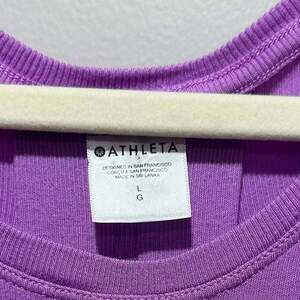 ATHLETA
DESIGNED IN SAN FRANCISCO
CONÇU À SAN FRANCISCO
MADE IN SRI LANKA
L
G